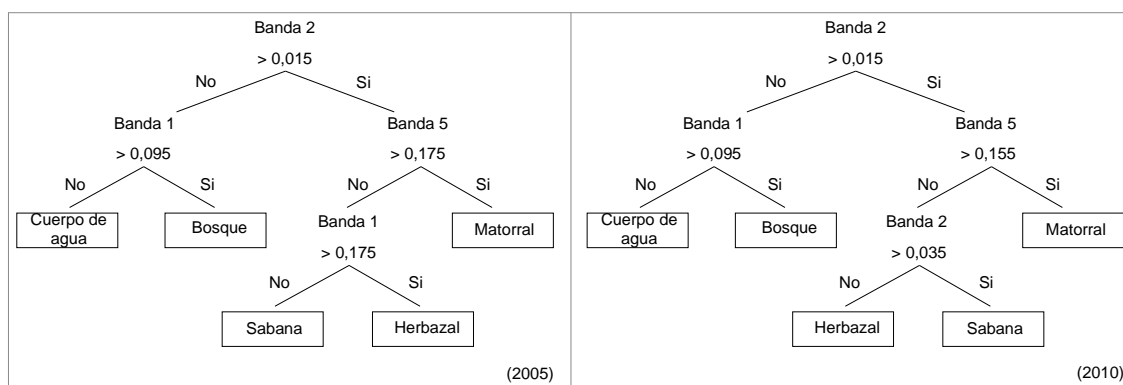 Banda 2
> 0,015
No
Si
Banda 1
Banda 5
> 0,095
> 0,175
No
Si
No
Si
Cuerpo de
agua
Bosque
Banda 1
Matorral
> 0,175
No
Si
Sabana
Herbazal
(2005)
Banda 2
> 0,015
No
Si
Banda 1
Banda 5
> 0,095
> 0,155
No
Si
No
Si
Cuerpo de
agua
Bosque
Banda 2
Matorral
> 0,035
No
Si
Herbazal
Sabana
(2010)